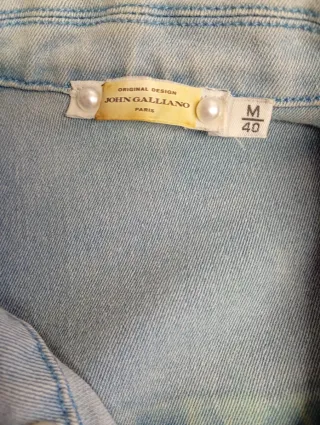 ORIGINAL DESIGN
JOHN GALLIANO
PARIS
M
40